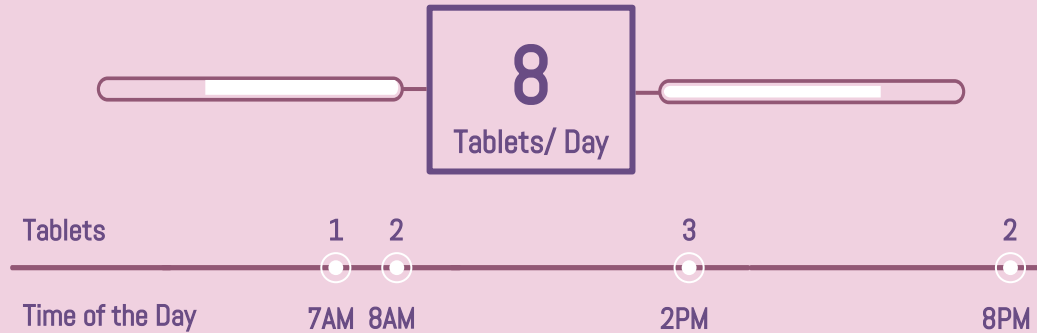 8
Tablets/ Day
Tablets 1 2 3 2
Time of the Day 7AM 8AM 2PM 8PM